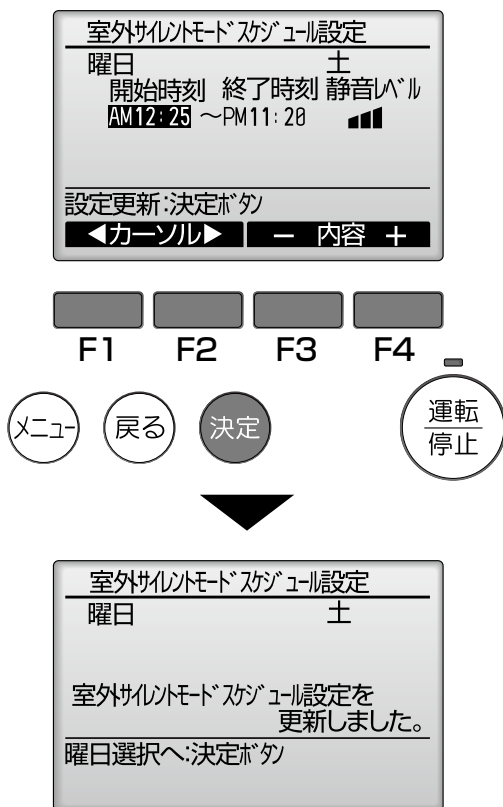 室外サイレントモードスケジュール設定
曜日 土
開始時刻 終了時刻 静音レベル
AM12:25 ～PM11:20
設定更新:決定ボタン
◀カーソル▶ － 内容 ＋
F1 F2 F3 F4
メニュー 戻る 決定 運転
停止
室外サイレントモードスケジュール設定
曜日 土
室外サイレントモードスケジュール設定を
更新しました。
曜日選択へ:決定ボタン